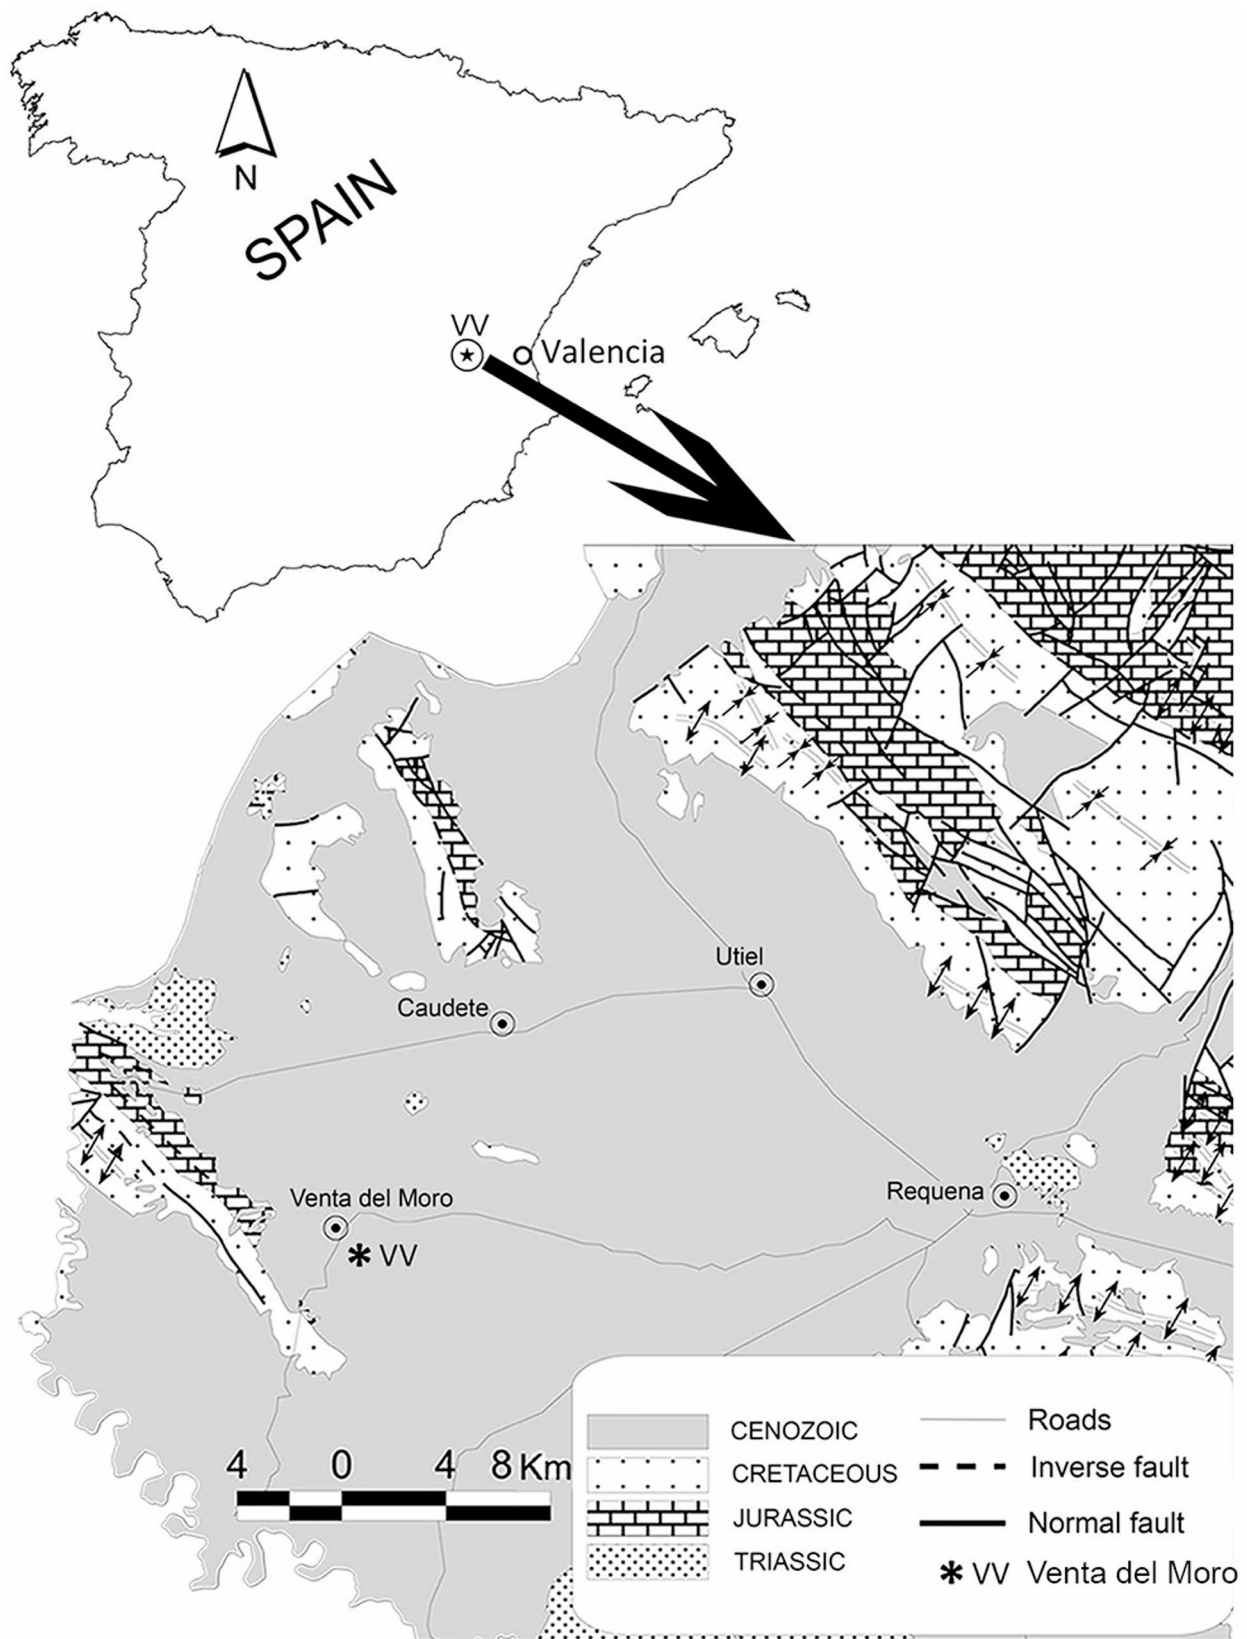 N
SPAIN
VV
Valencia
Utiel
Caudete
Requena
Venta del Moro
VV
4 0 4 8 Km
CENOZOIC
CRETACEOUS
JURASSIC
TRIASSIC
Roads
Inverse fault
Normal fault
VV Venta del Moro